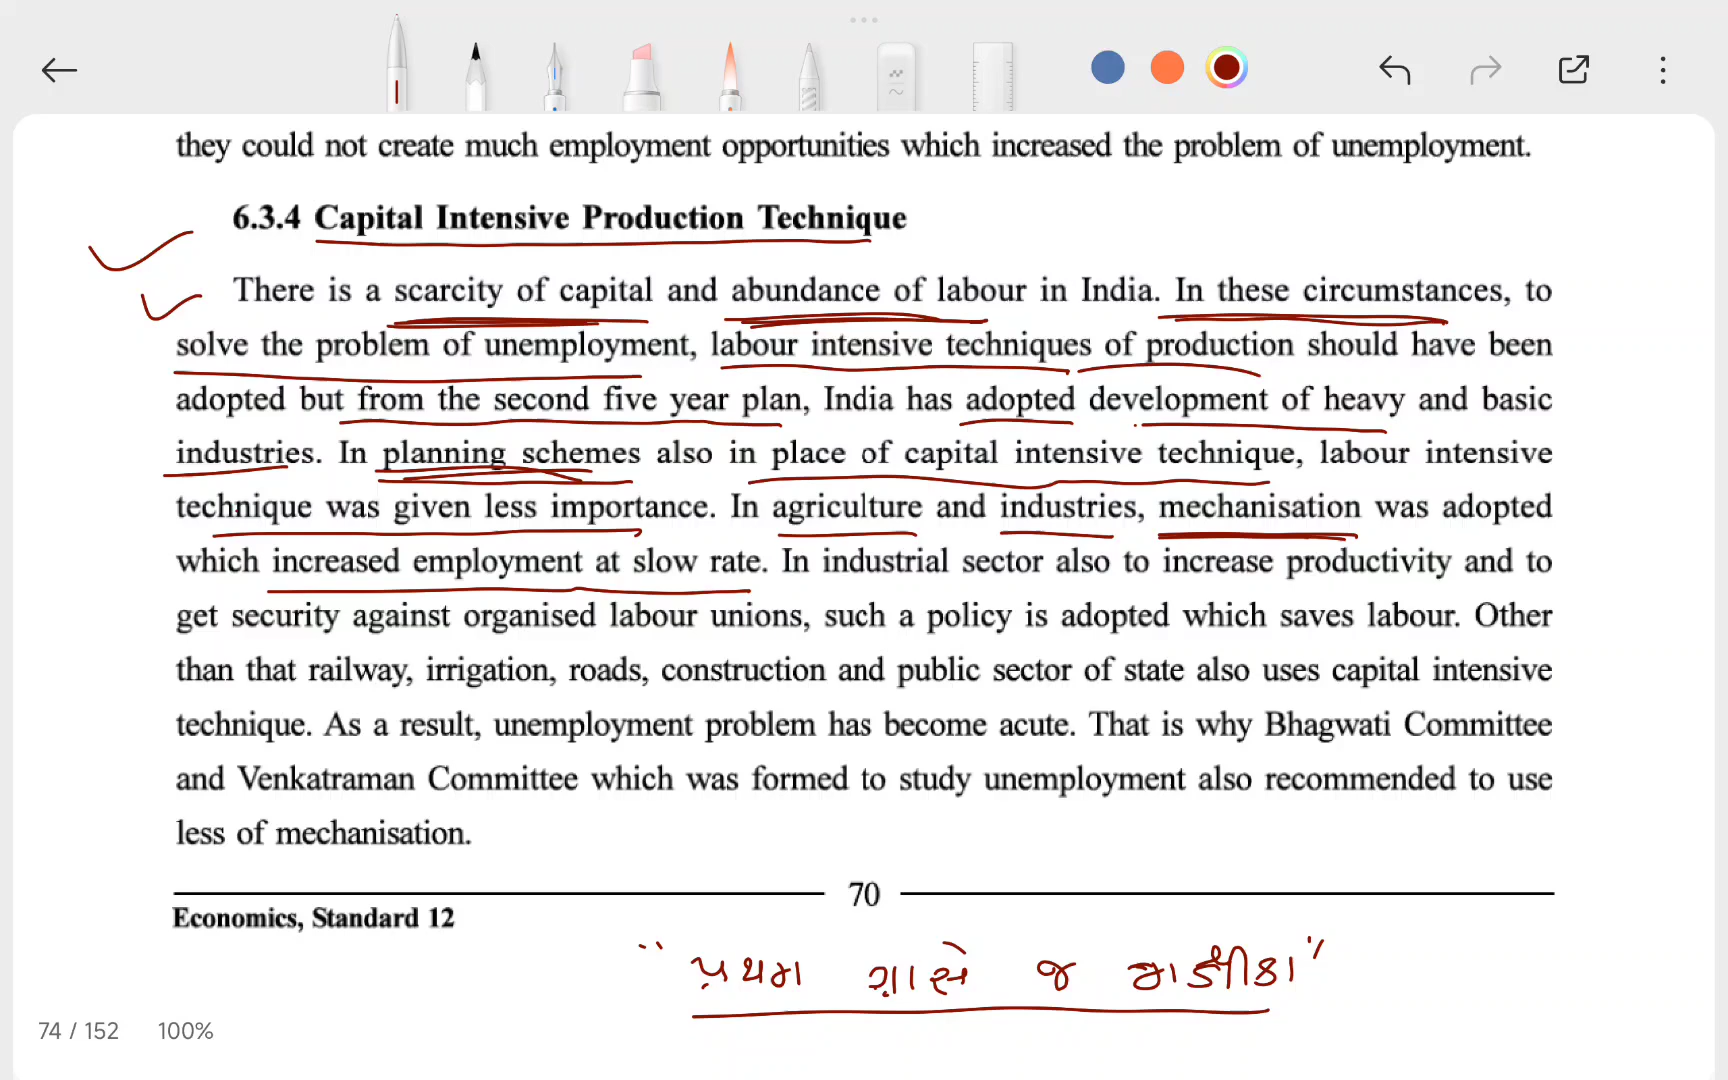 they could not create much employment opportunities which increased the problem of unemployment.
6.3.4 Capital Intensive Production Technique
There is a scarcity of capital and abundance of labour in India. In these circumstances, to
solve the problem of unemployment, labour intensive techniques of production should have been
adopted but from the second five year plan, India has adopted development of heavy and basic
industries. In planning schemes also in place of capital intensive technique, labour intensive
technique was given less importance. In agriculture and industries, mechanisation was adopted
which increased employment at slow rate. In industrial sector also to increase productivity and to
get security against organised labour unions, such a policy is adopted which saves labour. Other
than that railway, irrigation, roads, construction and public sector of state also uses capital intensive
technique. As a result, unemployment problem has become acute. That is why Bhagwati Committee
and Venkatraman Committee which was formed to study unemployment also recommended to use
less of mechanisation.
70
Economics, Standard 12
"પ્રથમ ગ્રાસે જ
74 / 152 100%